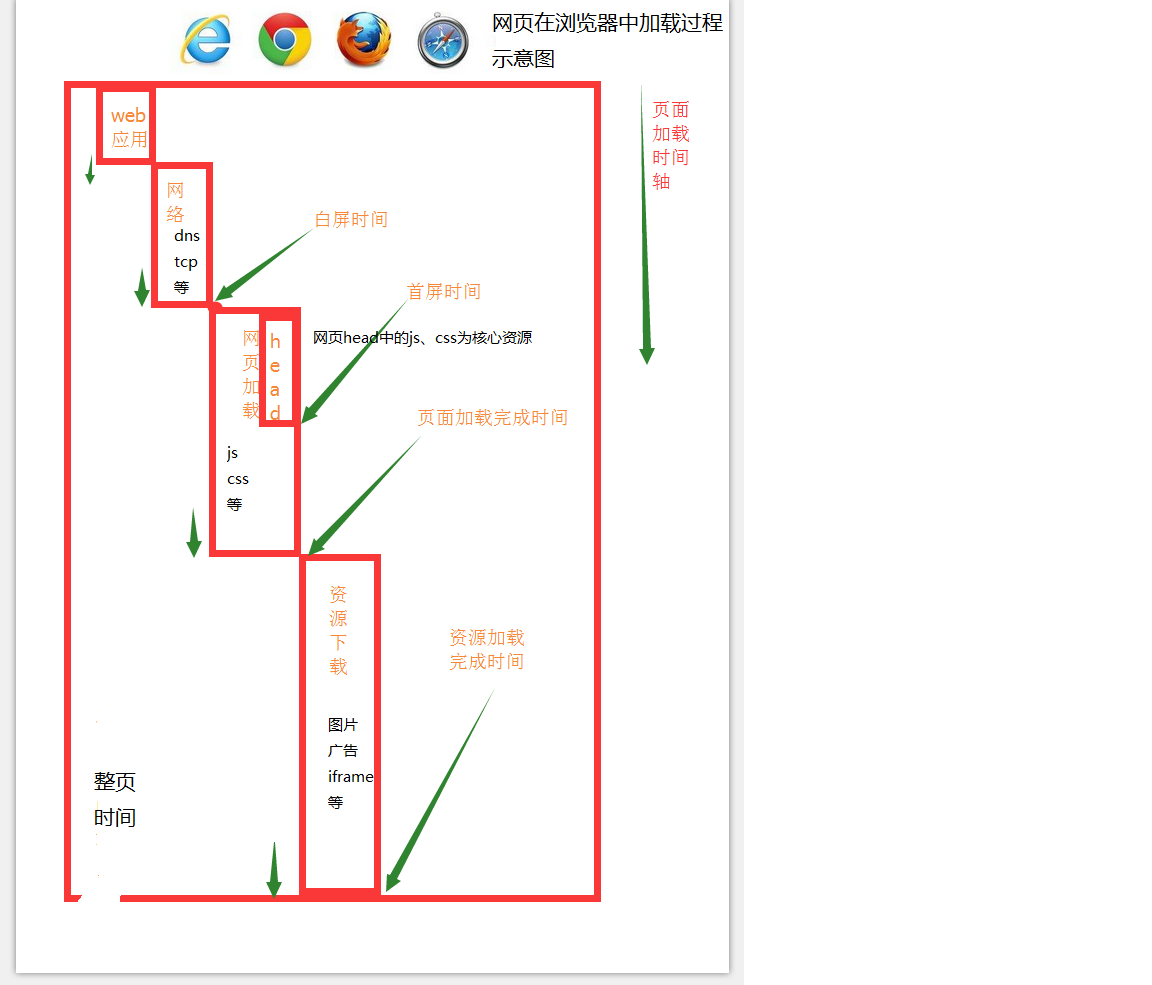 网页在浏览器中加载过程
示意图
web
应用
页面
加载
时间
轴
网
络
dns
tcp
等
白屏时间
首屏时间
网
页
加
载
h
e
a
d
网页head中的js、css为核心资源
页面加载完成时间
js
css
等
资
源
下
载
资源加载
完成时间
图片
广告
iframe
等
整页
时间